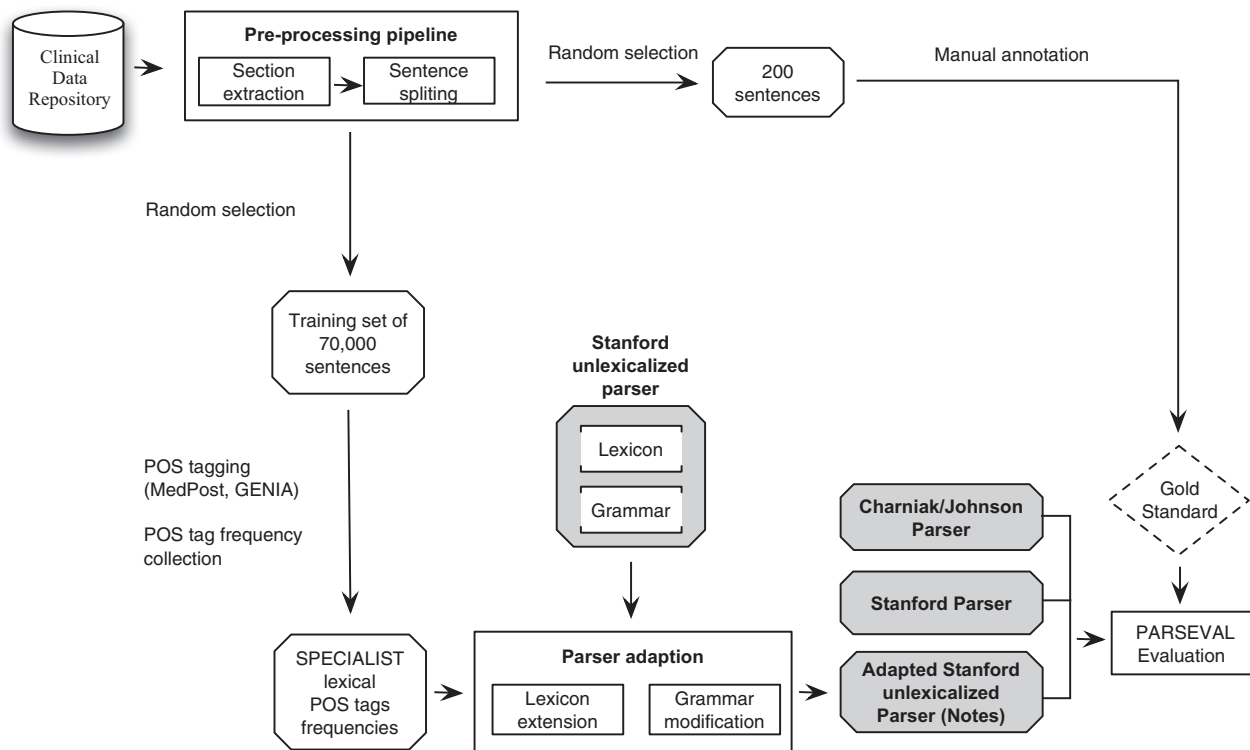 Clinical
Data
Repository
Pre-processing pipeline
Section
extraction
Sentence
spliting
Random selection
200
sentences
Manual annotation
Random selection
Training set of
70,000
sentences
POS tagging
(MedPost, GENIA)
POS tag frequency
collection
Stanford
unlexicalized
parser
Lexicon
Grammar
Gold
Standard
Charniak/Johnson
Parser
Stanford Parser
Adapted Stanford
unlexicalized
Parser (Notes)
PARSEVAL
Evaluation
SPECIALIST
lexical
POS tags
frequencies
Parser adaption
Lexicon
extension
Grammar
modification